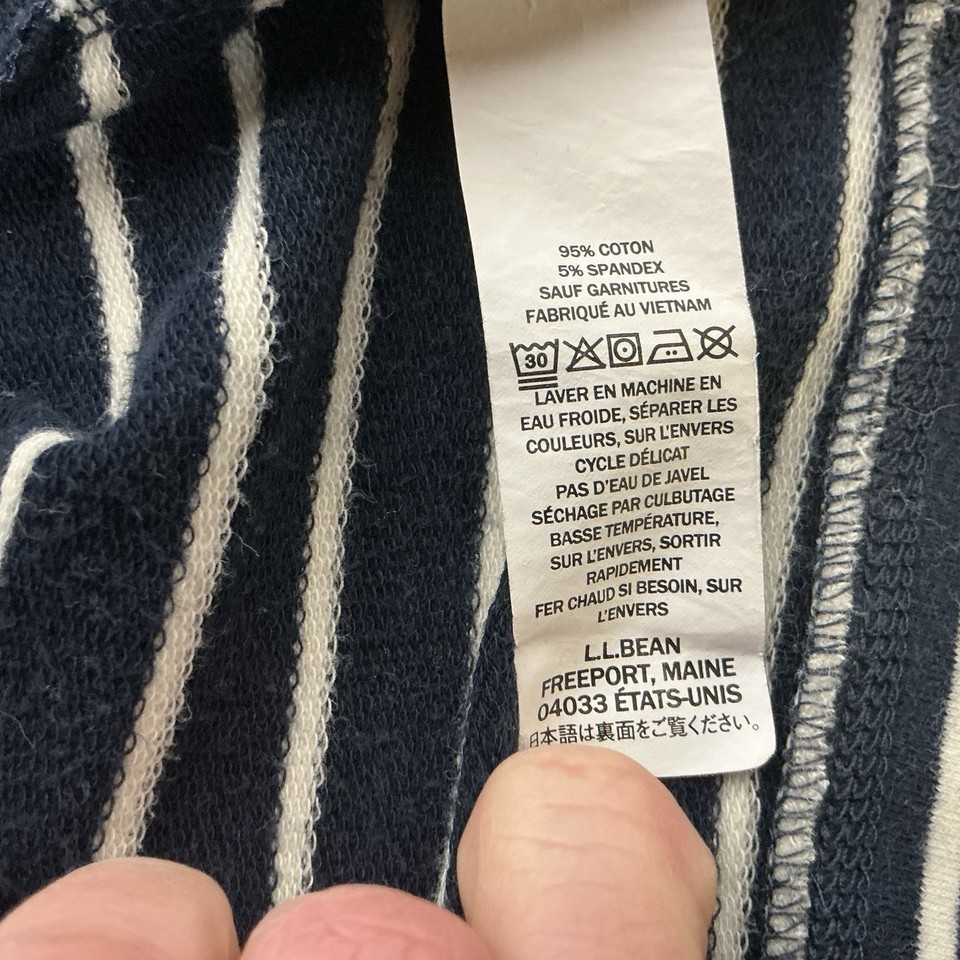 95% COTON
5% SPANDEX
SAUF GARNITURES
FABRIQUÉ AU VIETNAM
30
LAVER EN MACHINE EN
EAU FROIDE, SÉPARER LES
COULEURS, SUR L'ENVERS
CYCLE DÉLICAT
PAS D'EAU DE JAVEL
SÉCHAGE PAR CULBUTAGE
BASSE TEMPÉRATURE,
SUR L'ENVERS, SORTIR
RAPIDEMENT
FER CHAUD SI BESOIN, SUR
L'ENVERS
L.L.BEAN
FREEPORT, MAINE
04033 ÉTATS-UNIS
日本語は裏面をご覧ください。